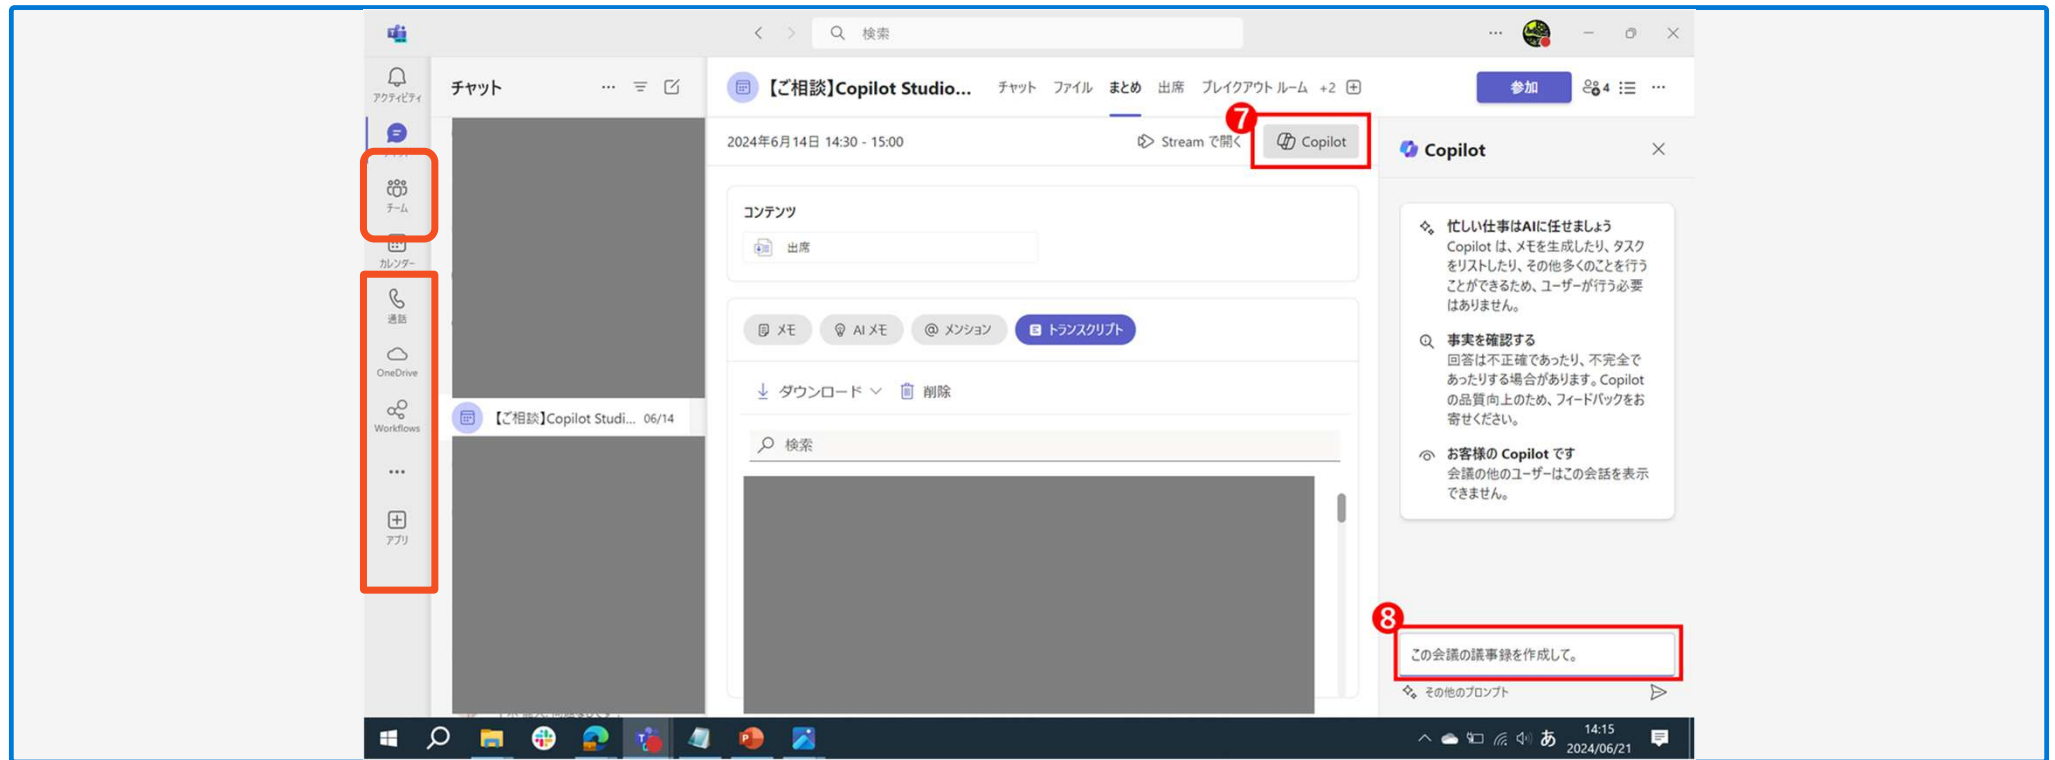 検索
アクティビティ
チーム
カレンダー
通話
OneDrive
Workflows
アプリ
チャット
【ご相談】Copilot Studi... 06/14
【ご相談】Copilot Studio... チャット ファイル まとめ 出席 ブレイクアウト ルーム +2
参加 4
2024年6月14日 14:30 - 15:00
Stream で開く
7
Copilot
コンテンツ
出席
メモ AI メモ @ メンション トランスクリプト
ダウンロード 削除
検索
Copilot
忙しい仕事はAIに任せましょう
Copilot は、メモを生成したり、タスク
をリストしたり、その他多くのことを行う
ことができるため、ユーザーが行う必要
はありません。
事実を確認する
回答は不正確であったり、不完全で
あったりする場合があります。Copilot
の品質向上のため、フィードバックをお
寄せください。
お客様の Copilot です
会議の他のユーザーはこの会話を表示
できません。
8
この会議の議事録を作成して。
その他のプロンプト
あ
14:15
2024/06/21